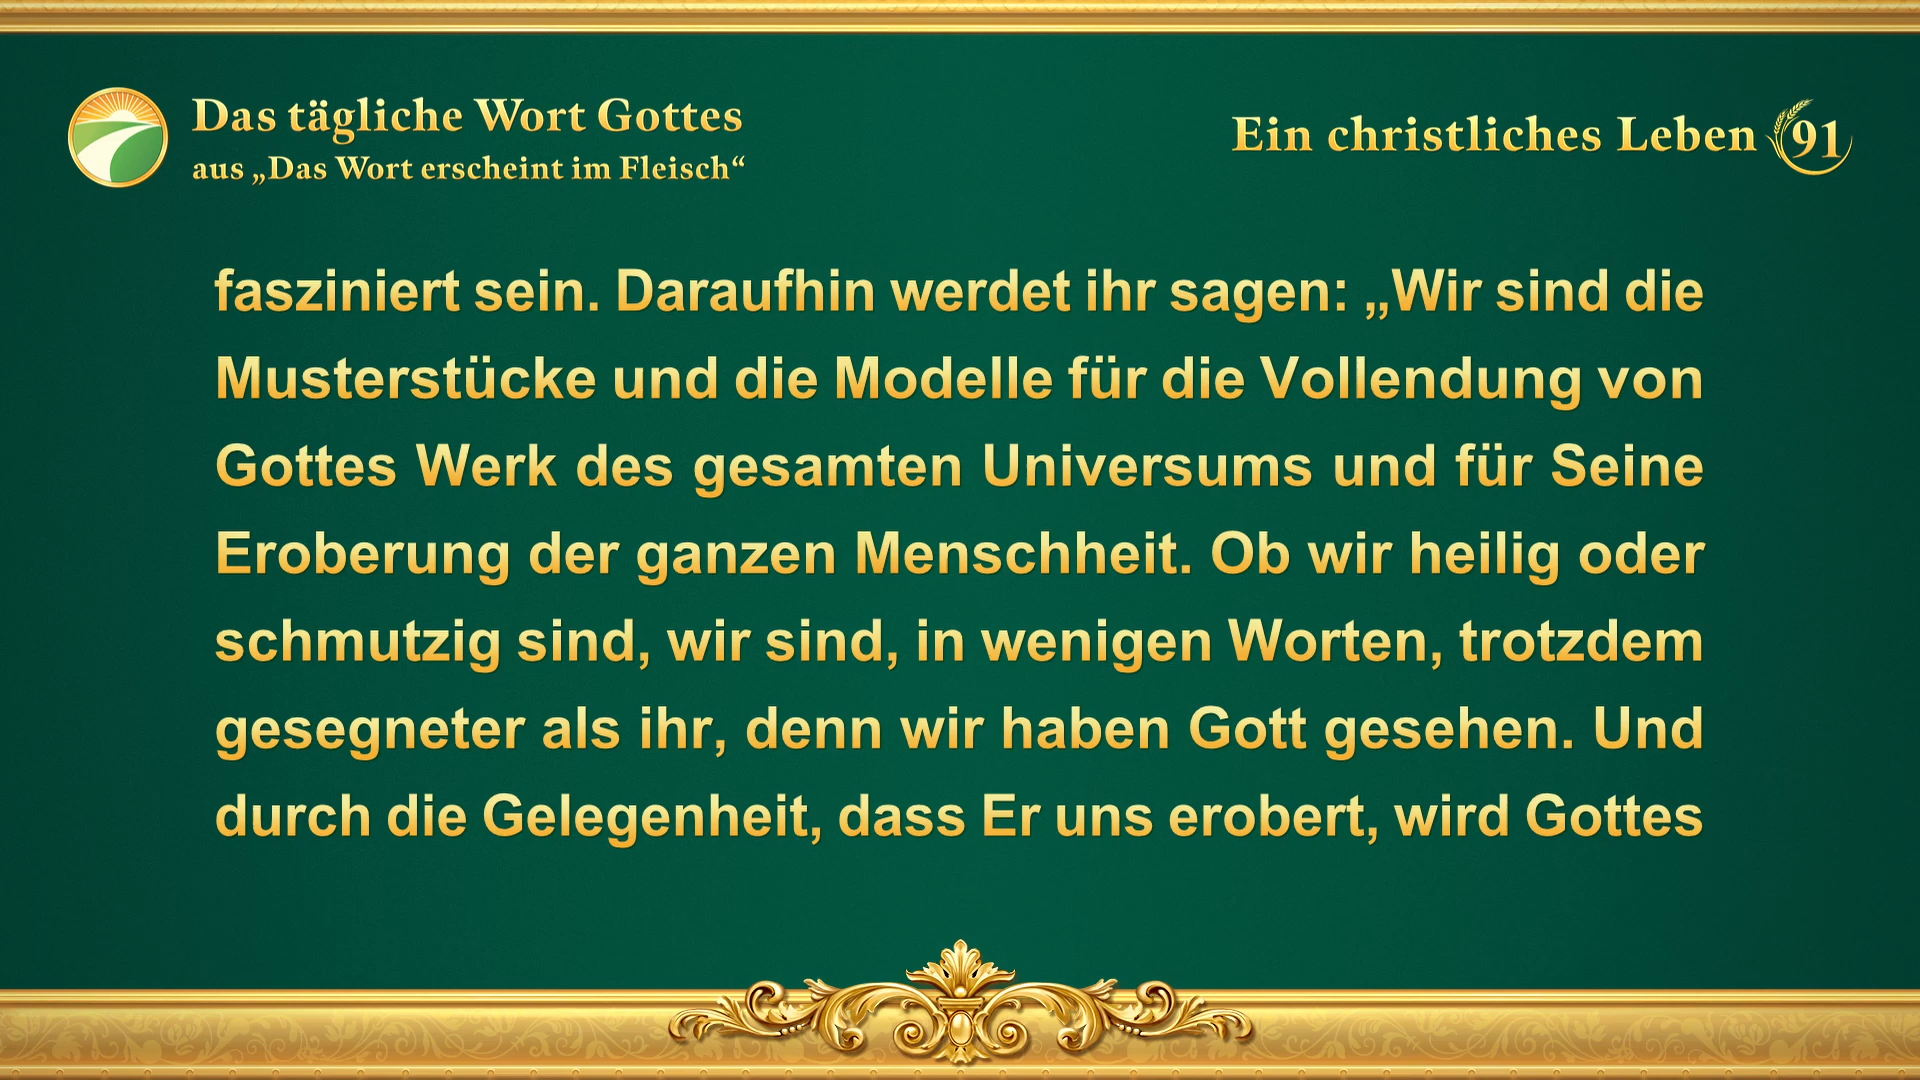 Das tägliche Wort Gottes
aus „Das Wort erscheint im Fleisch“
Ein christliches Leben 91
fasziniert sein. Daraufhin werdet ihr sagen: „Wir sind die
Musterstücke und die Modelle für die Vollendung von
Gottes Werk des gesamten Universums und für Seine
Eroberung der ganzen Menschheit. Ob wir heilig oder
schmutzig sind, wir sind, in wenigen Worten, trotzdem
gesegneter als ihr, denn wir haben Gott gesehen. Und
durch die Gelegenheit, dass Er uns erobert, wird Gottes